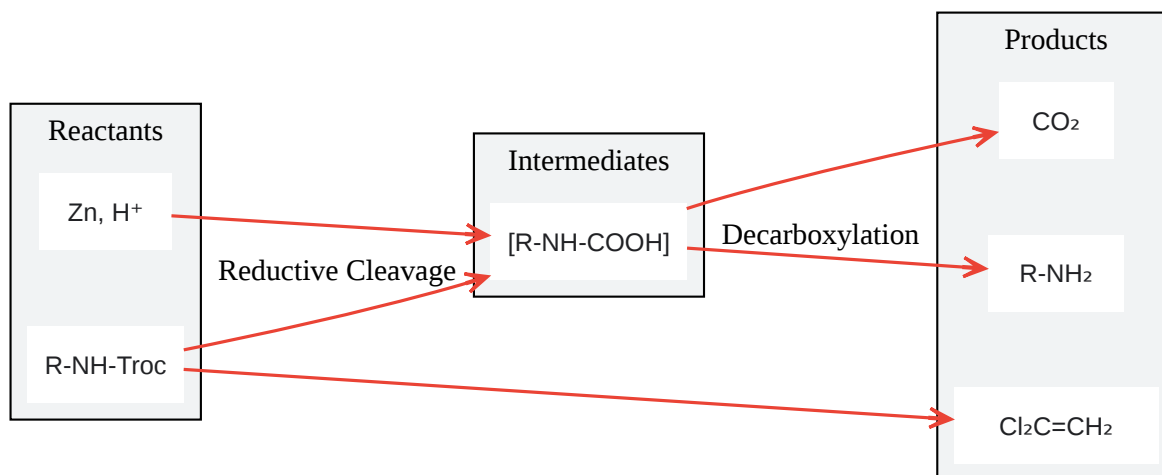 Reactants
Zn, H⁺
R-NH-Troc
Reductive Cleavage
Intermediates
[R-NH-COOH]
Decarboxylation
Products
CO₂
R-NH₂
Cl₂C=CH₂